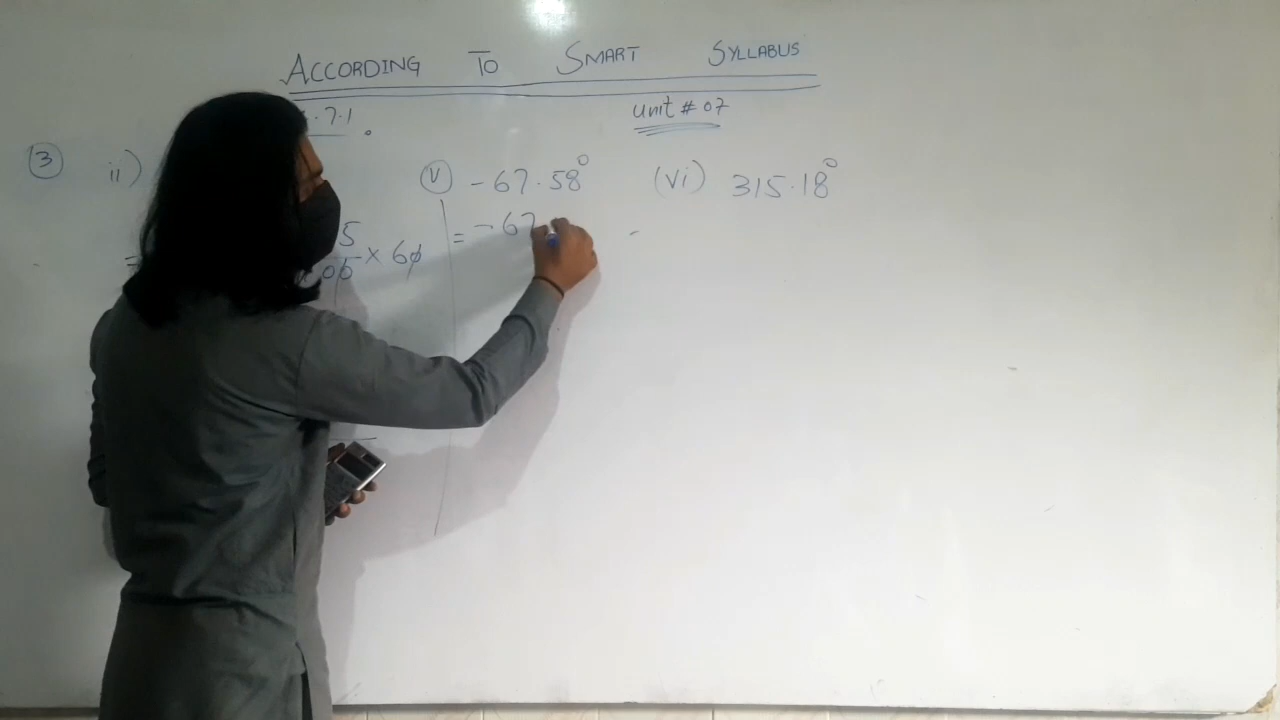 ACCORDING TO SMART SYLLABUS
.7.1 Unit # 07
3 ii) (v) -67.58° (vi) 315.18°
= 5 × 60 = -67